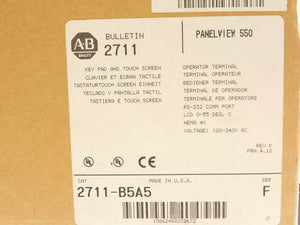 AB
QUALITY
BULLETIN
2711
PANELVIEW 550
KEY PAD AND TOUCH SCREEN
CLAVIER ET ECRAN TACTILE
TASTATURTOUCH SCREEN EINHEIT
TECLADO Y PANTALLA TACTIL
TASTIERA E TOUCH SCREEN
OPERATOR TERMINAL
TERMINAL OPERATEUR
BEDIENER TERMINAL
TERMINAL DE OPERADOR
TERMINALE PER OPERATORE
RS-232 COMM PORT
LCD 0-55 DEG, C
NEMA 4X
VOLTAGE: 100-240V AC
REV K
FRN 4.10
UL
CE
CAT
MADE IN U.S.A.
SER
2711-B5A5
F